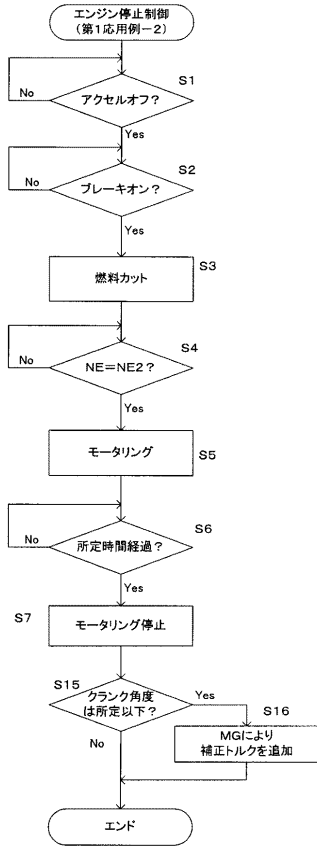 エンジン停止制御
(第1応用例－2)
S1
アクセルオフ？
No
Yes
S2
ブレーキオン？
No
Yes
S3
燃料カット
S4
NE＝NE2？
No
Yes
モータリング
S5
S6
所定時間経過？
No
Yes
S7
モータリング停止
S15
クランク角度
は所定以下？
Yes
S16
No
MGにより
補正トルクを追加
エンド